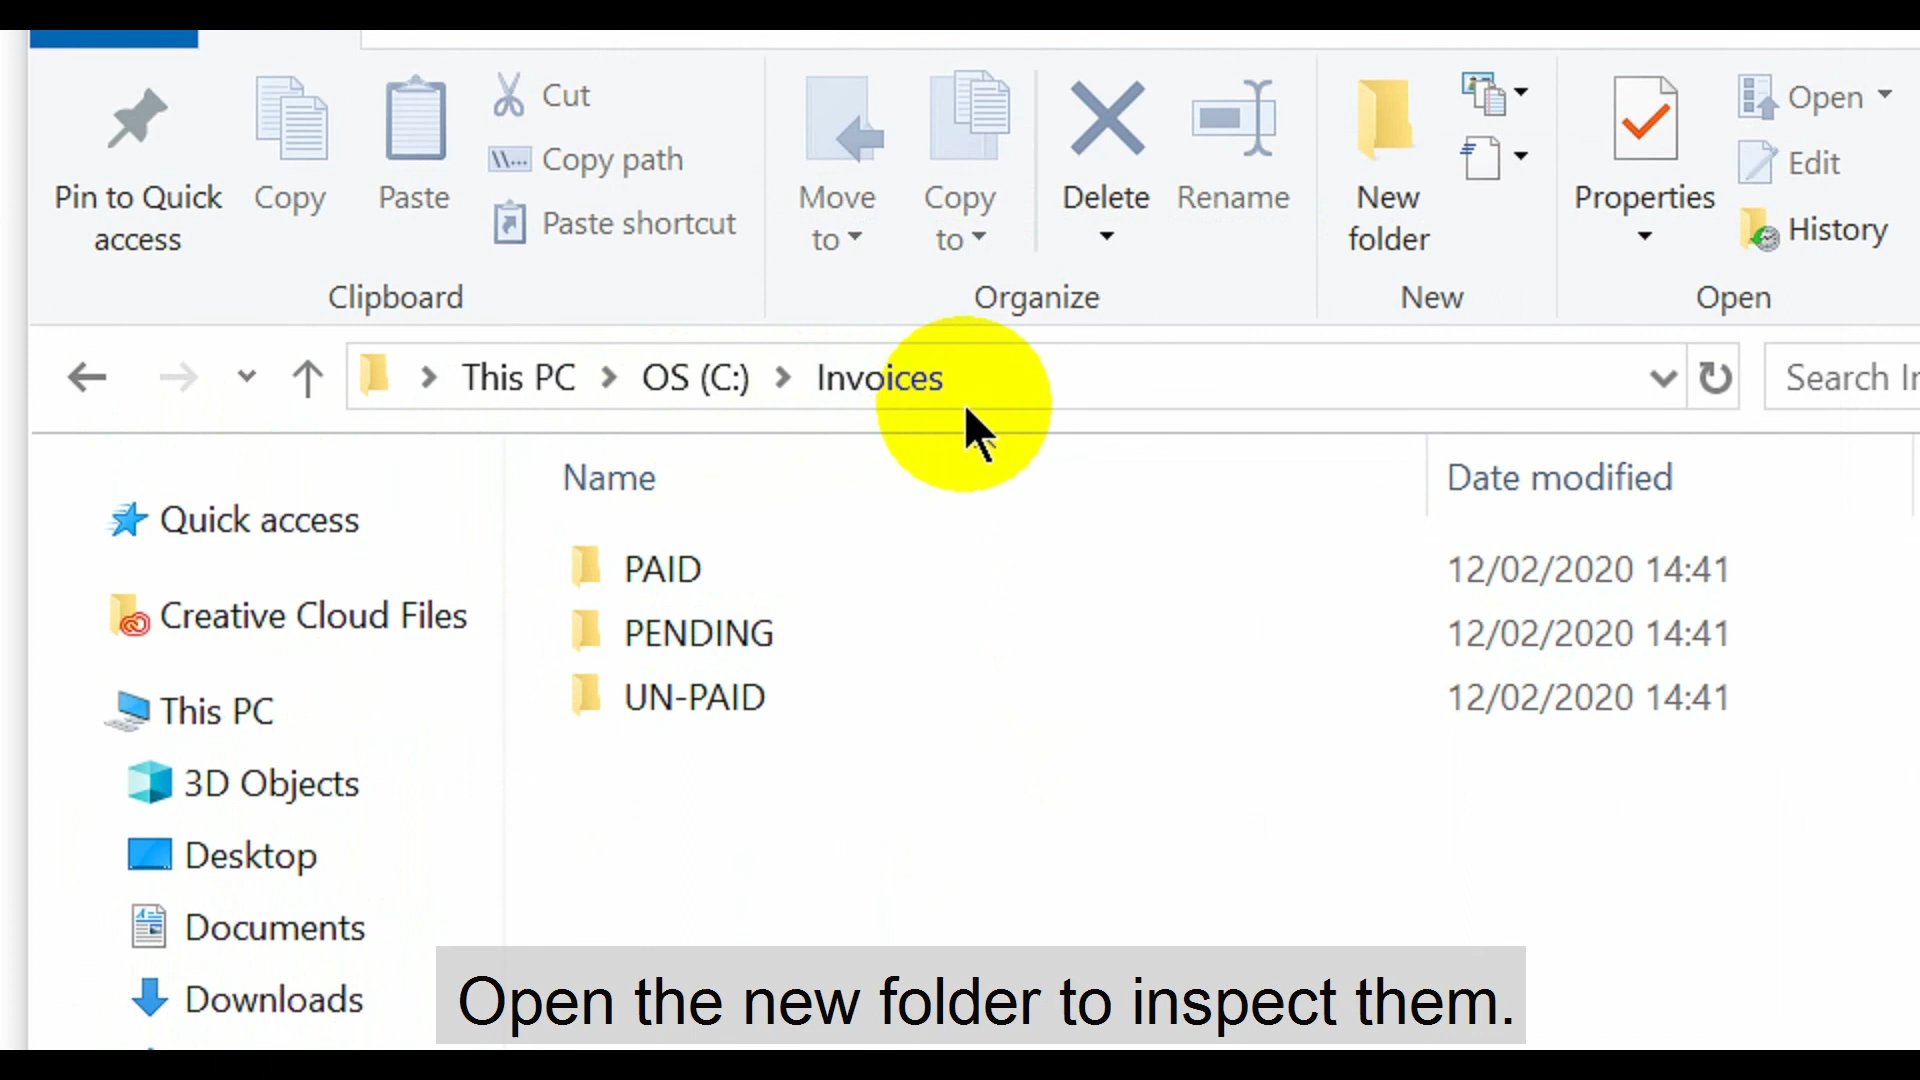 Pin to Quick access
Copy
Paste
Cut
Copy path
Paste shortcut
Clipboard
Move to
Copy to
Delete
Rename
Organize
New folder
New
Properties
Open
Edit
History
Open
This PC > OS (C:) > Invoices
Search In
Name Date modified
PAID 12/02/2020 14:41
PENDING 12/02/2020 14:41
UN-PAID 12/02/2020 14:41
Quick access
Creative Cloud Files
This PC
3D Objects
Desktop
Documents
Downloads
Open the new folder to inspect them.